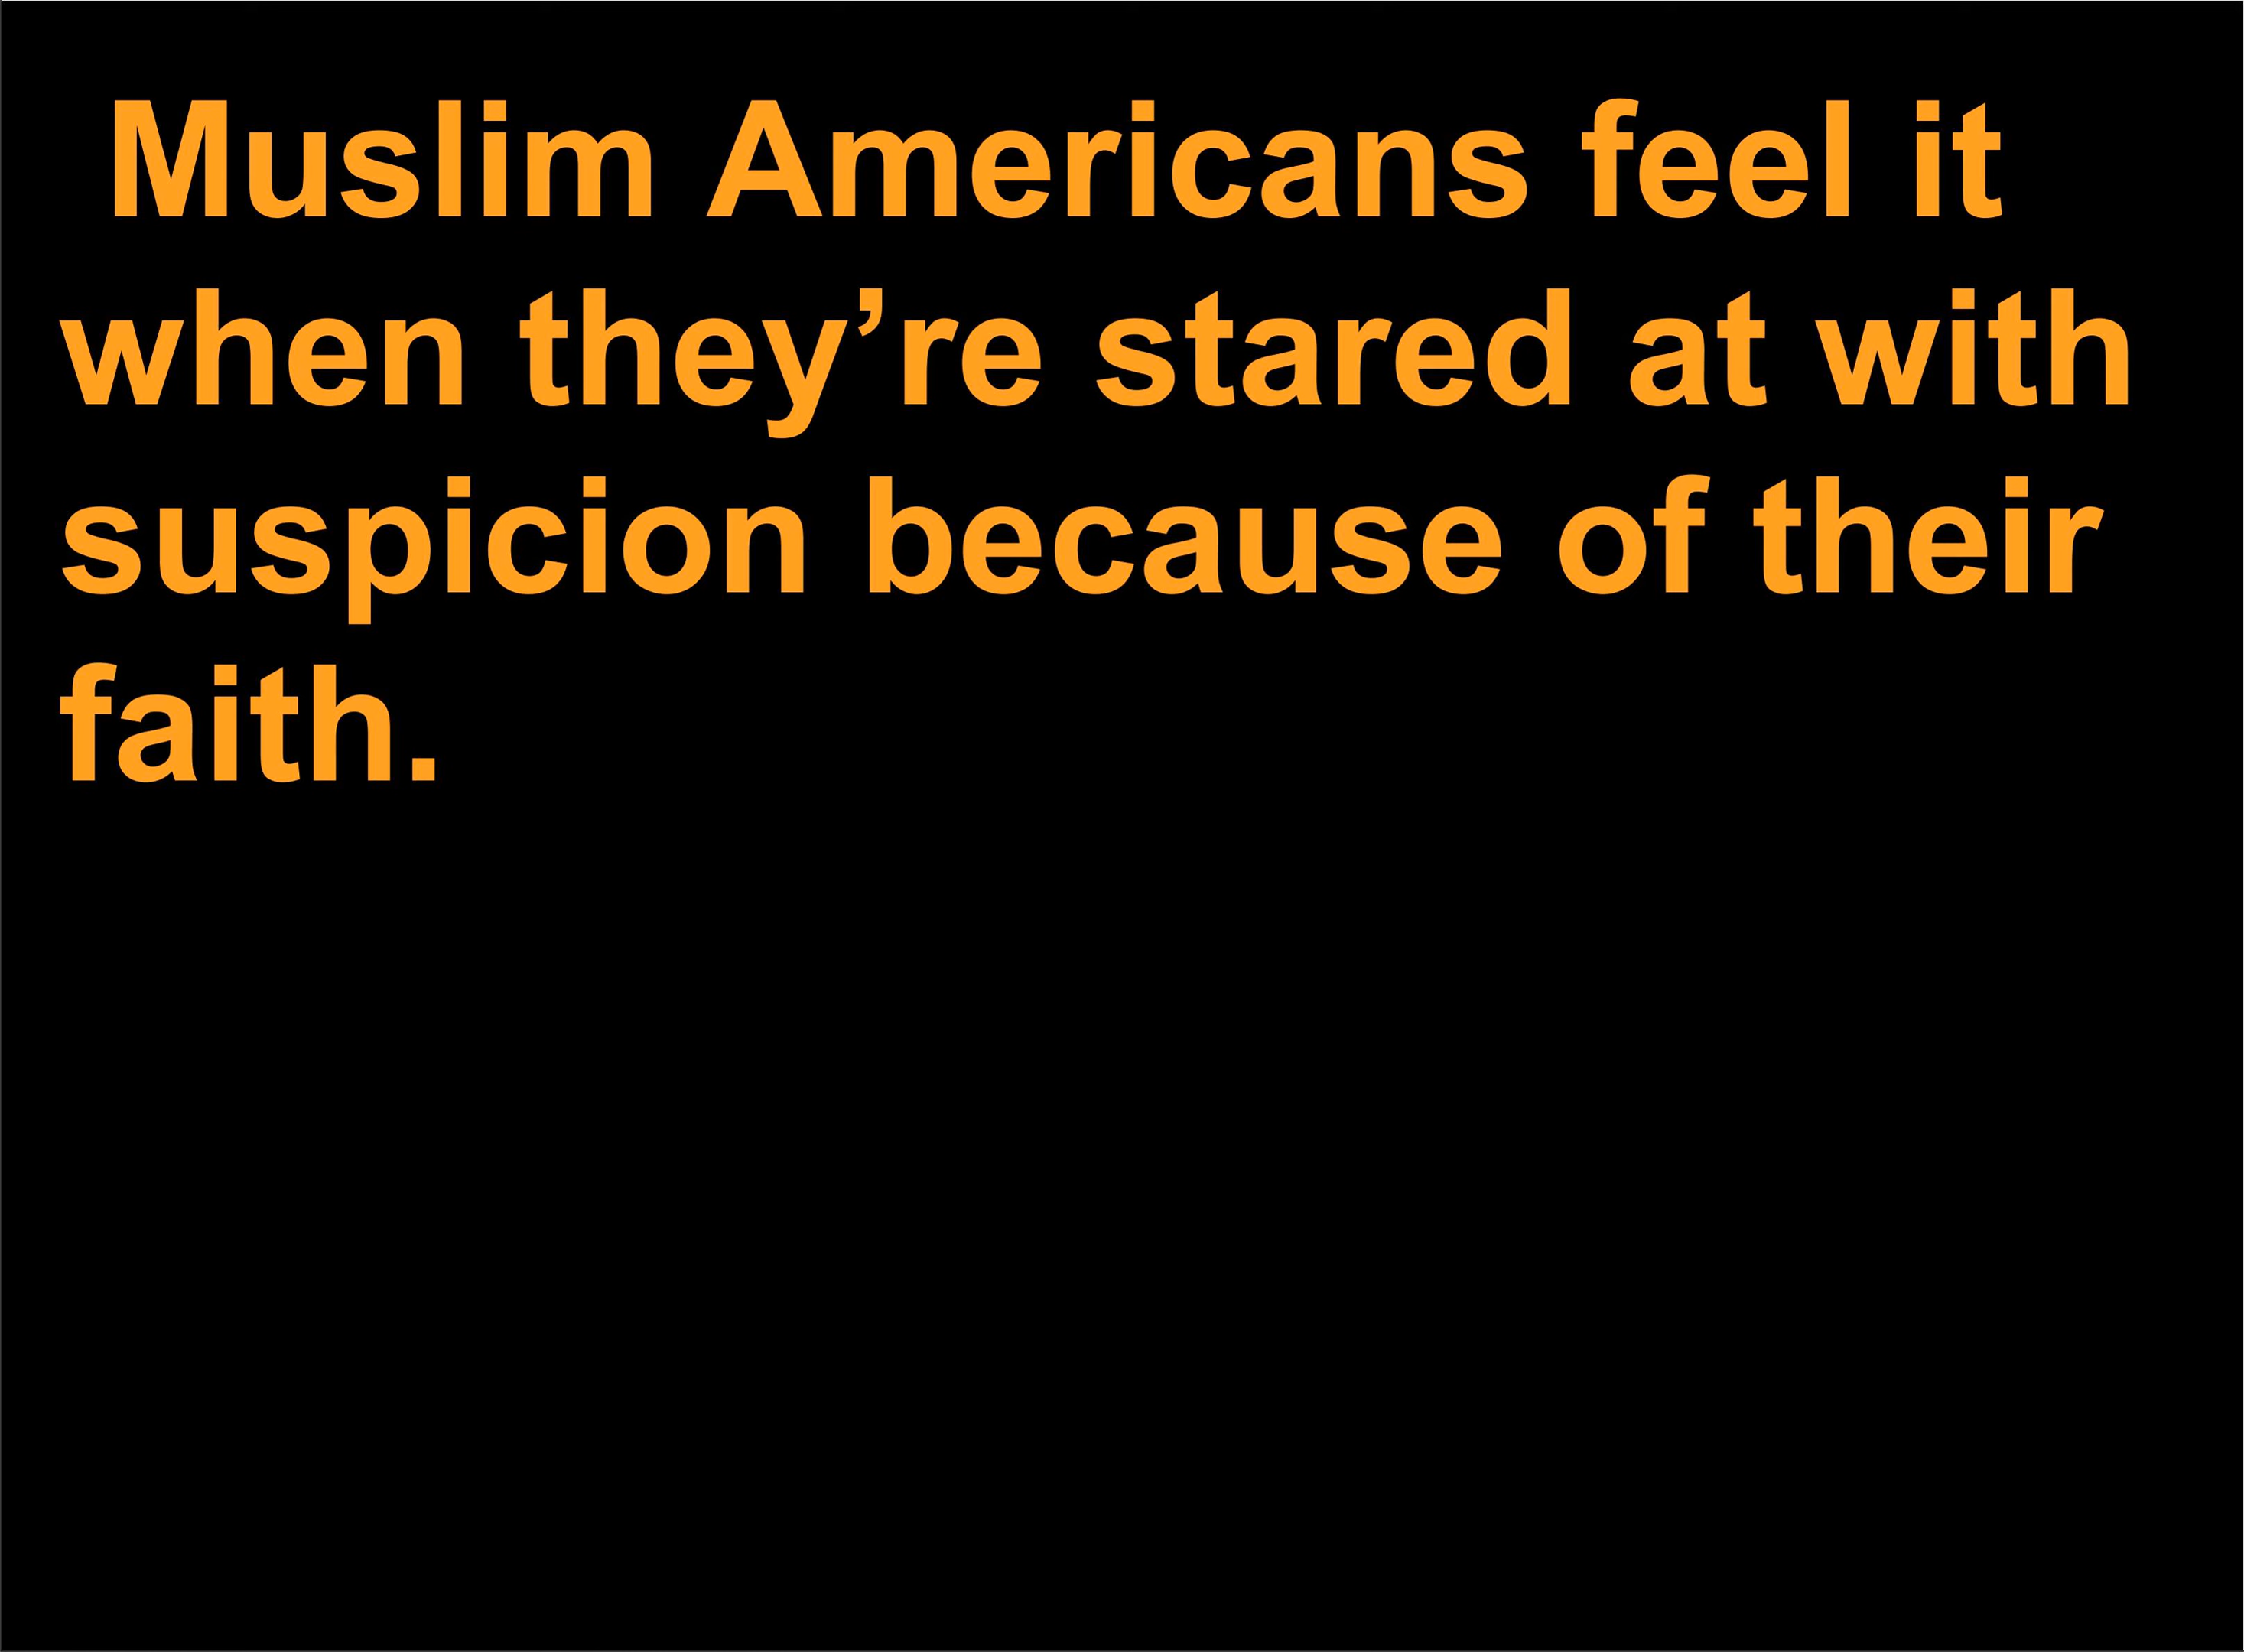 Muslim Americans feel it
when they’re stared at with
suspicion because of their
faith.